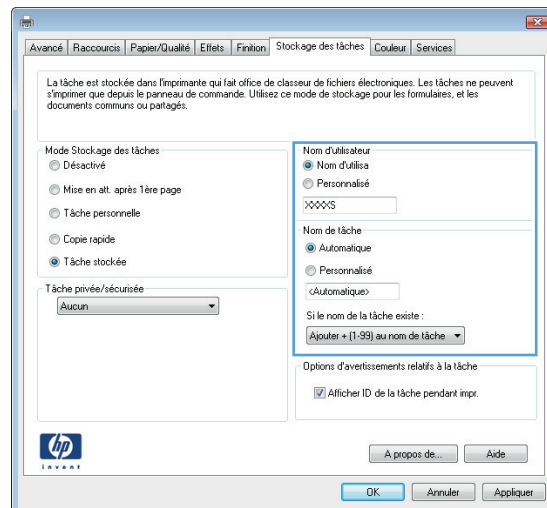 Avancé Raccourcis Papier/Qualité Effets Finition Stockage des tâches Couleur Services
La tâche est stockée dans l'imprimante qui fait office de classeur de fichiers électroniques. Les tâches ne peuvent
s'imprimer que depuis le panneau de commande. Utilisez ce mode de stockage pour les formulaires, et les
documents communs ou partagés.
Mode Stockage des tâches
Désactivé
Mise en att. après 1ère page
Tâche personnelle
Copie rapide
Tâche stockée
Tâche privée/sécurisée
Aucun
Nom d'utilisateur
Nom d'utilisa
Personnalisé
XXXXS
Nom de tâche
Automatique
Personnalisé
<Automatique>
Si le nom de la tâche existe :
Ajouter + (1-99) au nom de tâche
Options d'avertissements relatifs à la tâche
Afficher ID de la tâche pendant impr.
hp
invent
A propos de... Aide
OK Annuler Appliquer